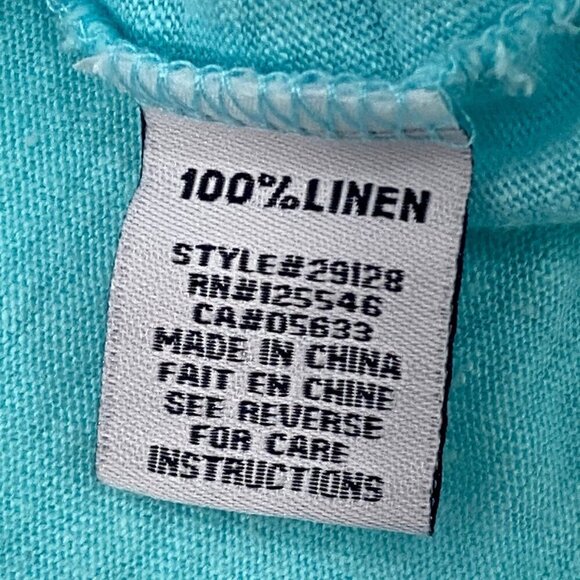 100%LINEN
STYLE#29128
RN#125546
CA#05633
MADE IN CHINA
FAIT EN CHINE
SEE REVERSE
FOR CARE
INSTRUCTIONS